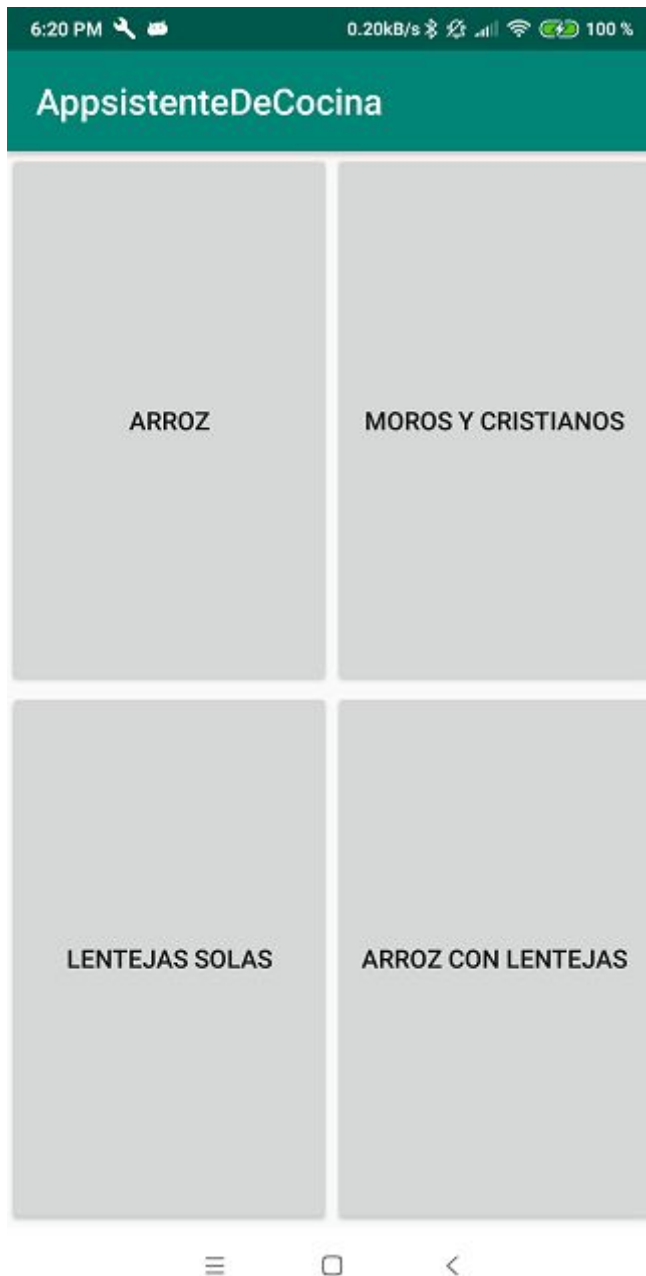 6:20 PM 0.20kB/s 100 %
AppsistenteDeCocina
ARROZ
MOROS Y CRISTIANOS
LENTEJAS SOLAS
ARROZ CON LENTEJAS